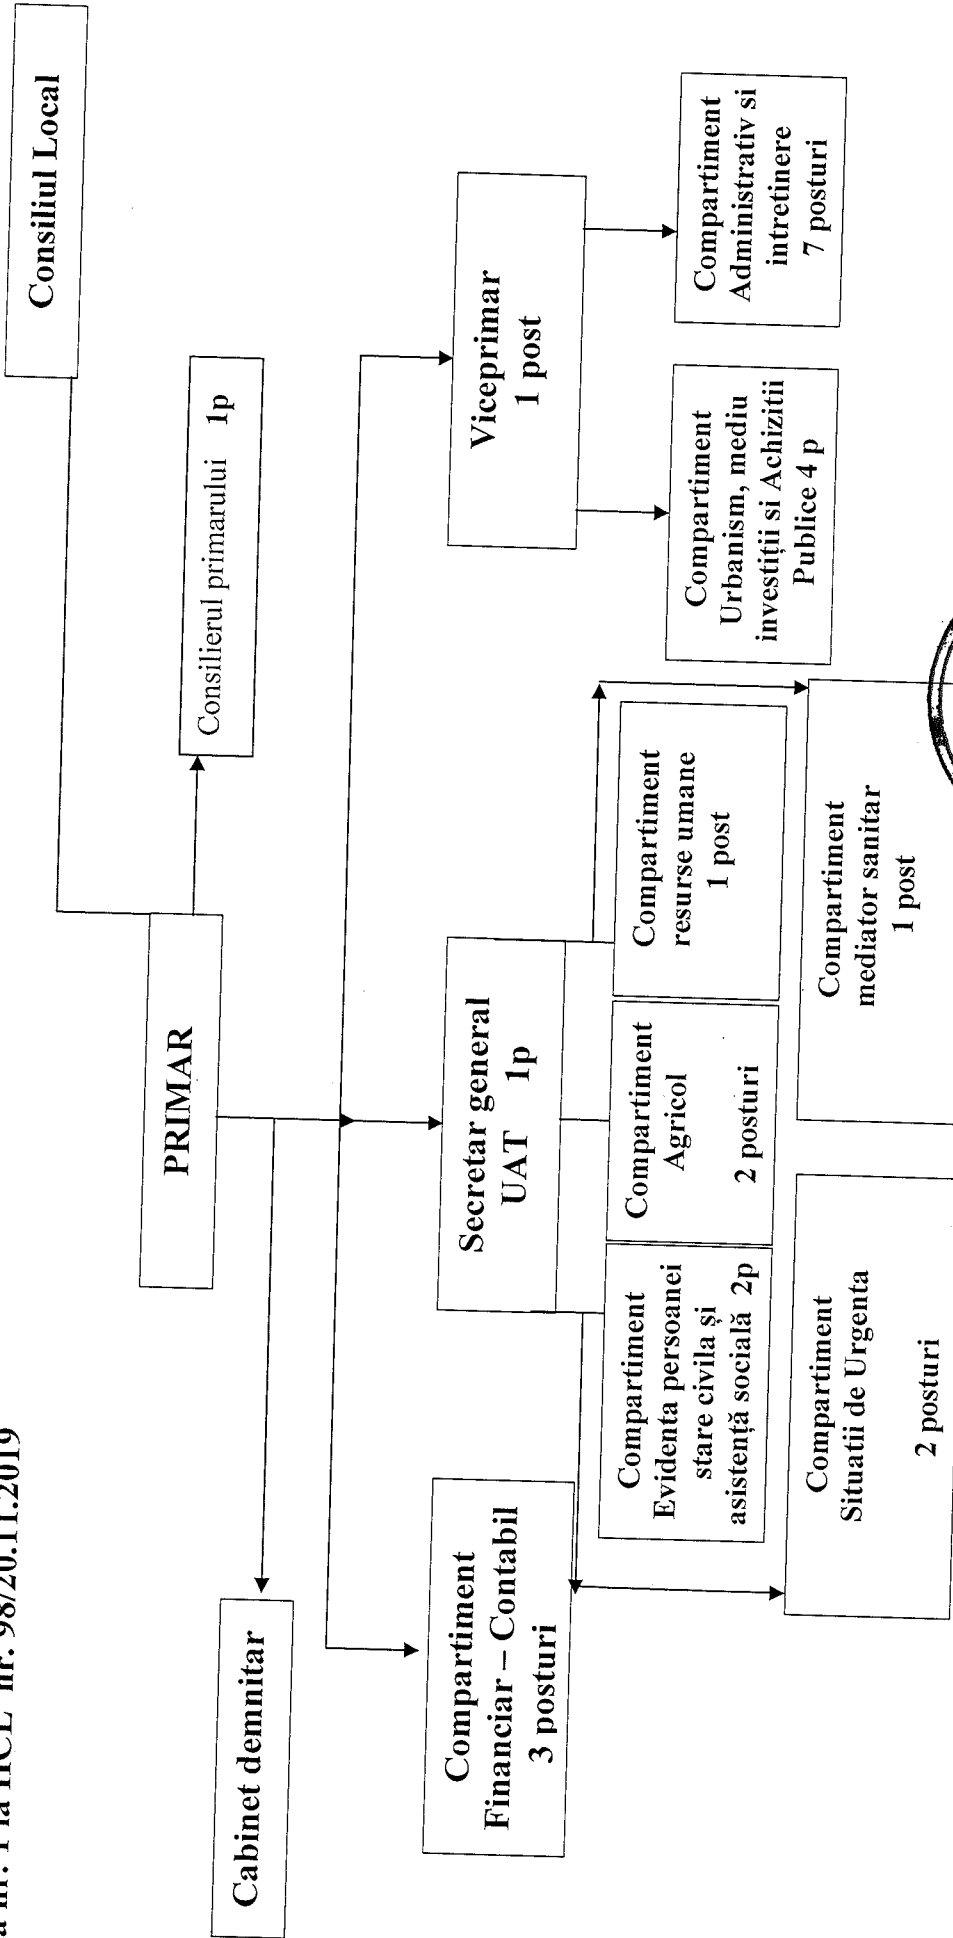 la HCL nr. 98/20.11.2019
Consiliul Local
PRIMAR
Consilierul primarului 1p
Cabinet demnitar
Compartiment
Financiar – Contabil
3 posturi
Secretar general
UAT 1p
Viceprimar
1 post
Compartiment
Evidenta persoanei
stare civila și
asistență socială 2p
Compartiment
Agricol
2 posturi
Compartiment
resurse umane
1 post
Compartiment
Urbanism, mediu
investiții si Achizitii
Publice 4 p
Compartiment
Administrativ si
intretinere
7 posturi
Compartiment
Situatii de Urgenta
2 posturi
Compartiment
mediator sanitar
1 post